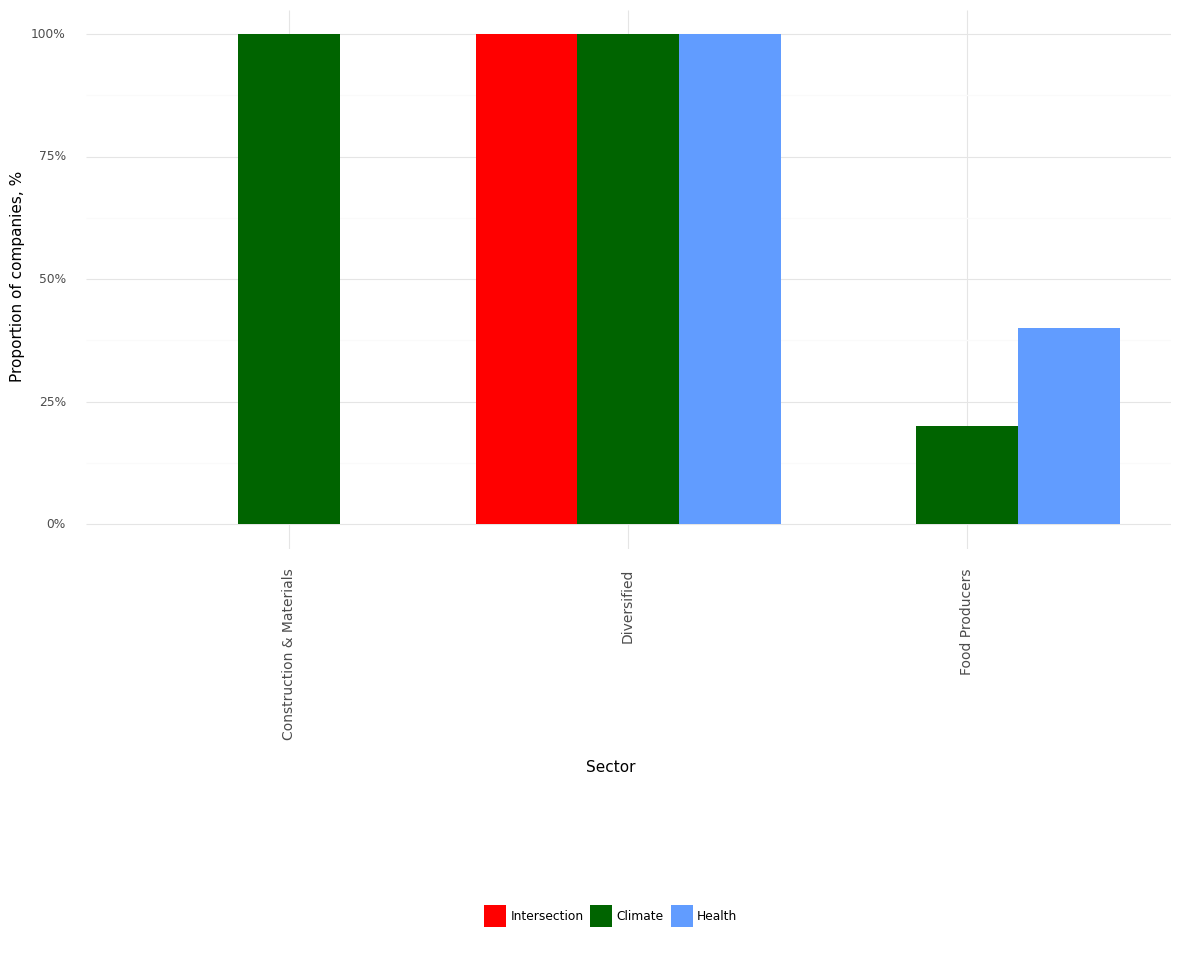 100%
75%
50%
25%
0%
Proportion of companies, %
Construction & Materials
Diversified
Food Producers
Sector
Intersection Climate Health